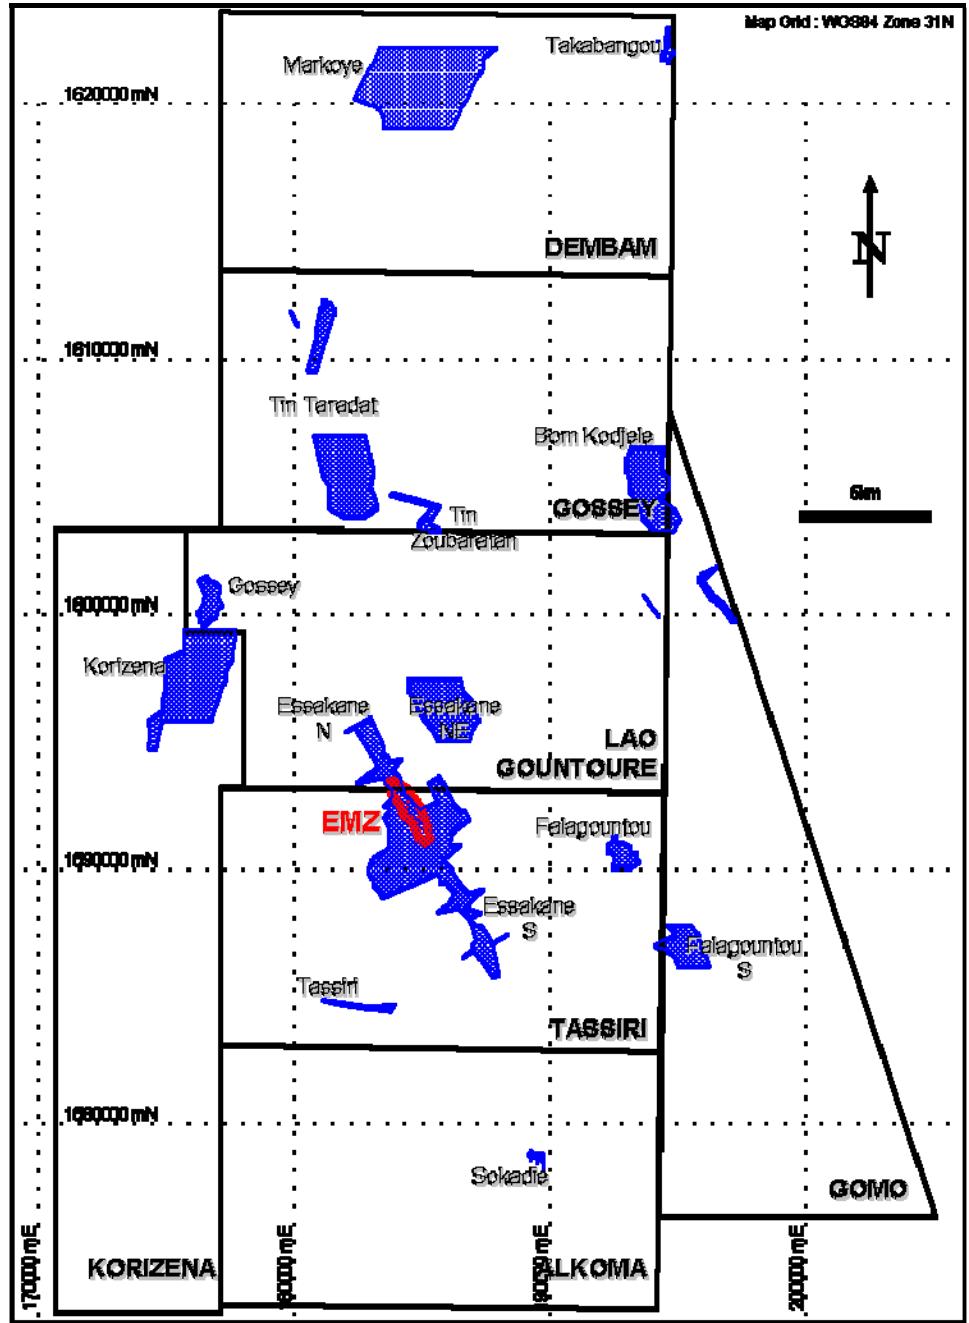 Map Grid : WGS84 Zone 31N
Takabangou
Markoye
1620000 mN
DEMBAM
N
1610000 mN
Tin Taradat
Bom Kodjele
5km
GOSSEY
Tin
Zoubaratan
Gossey
1600000 mN
Korizena
Essakane
N
Essakane
NE
LAO
GOUNTOURE
EMZ
Falagountou
1590000 mN
Essakane
S
Falagountou
S
Tassiri
TASSIRI
1580000 mN
Sokadie
GOMO
KORIZENA
ALKOMA
170000 mE
180000 mE
190000 mE
200000 mE